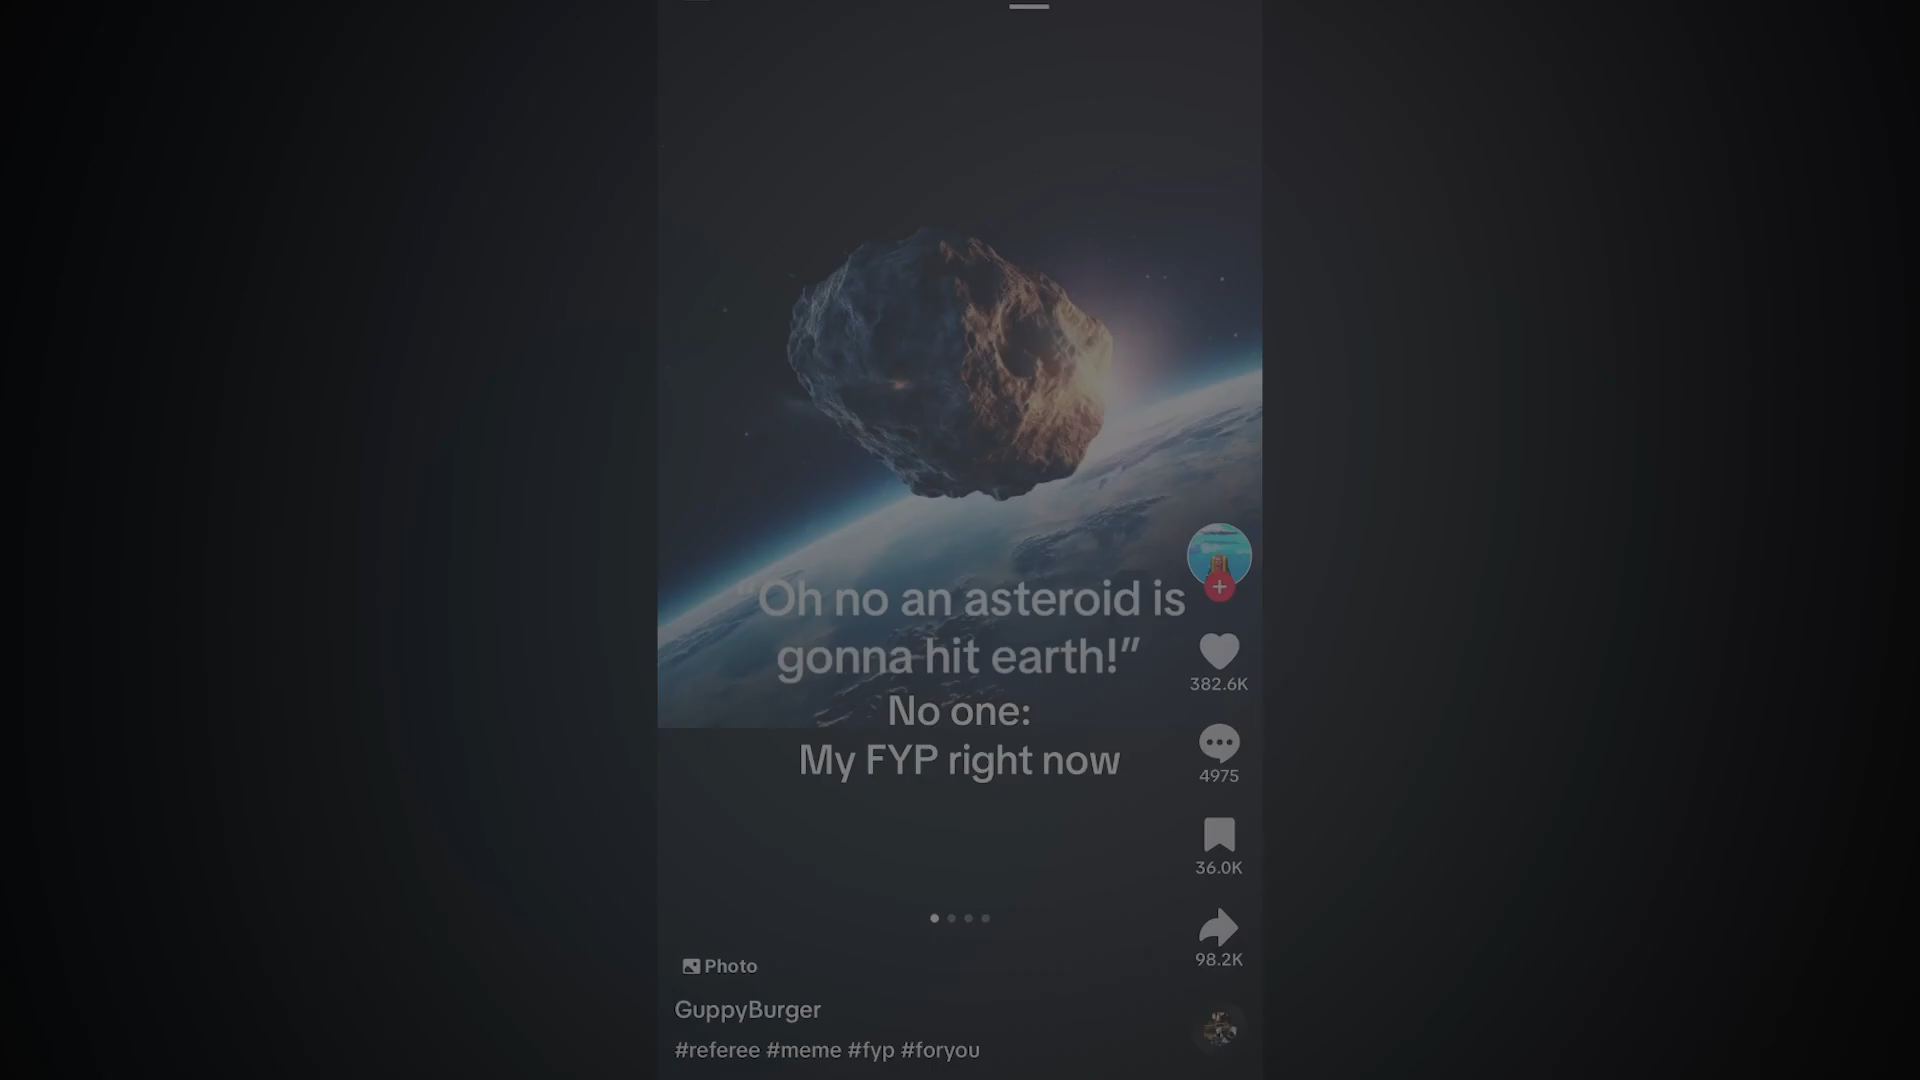 “Oh no an asteroid is
gonna hit earth!”
No one:
My FYP right now
382.6K
4975
36.0K
98.2K
Photo
GuppyBurger
#referee #meme #fyp #foryou